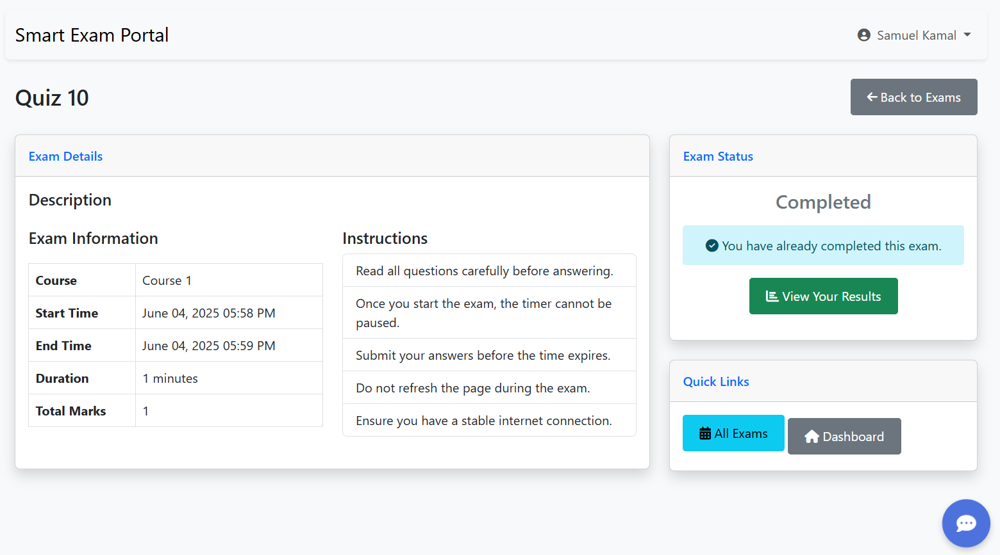 Smart Exam Portal
Samuel Kamal
Quiz 10
Back to Exams
Exam Details
Description
Exam Information
Course Course 1
Start Time June 04, 2025 05:58 PM
End Time June 04, 2025 05:59 PM
Duration 1 minutes
Total Marks 1
Instructions
Read all questions carefully before answering.
Once you start the exam, the timer cannot be
paused.
Submit your answers before the time expires.
Do not refresh the page during the exam.
Ensure you have a stable internet connection.
Exam Status
Completed
You have already completed this exam.
View Your Results
Quick Links
All Exams
Dashboard